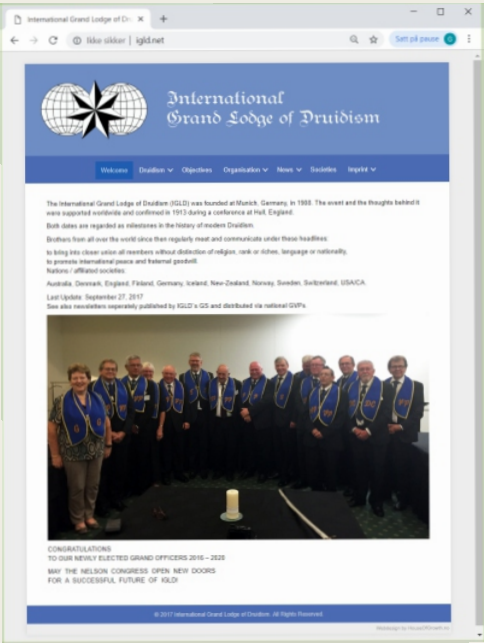 International Grand Lodge of Dru
Ikke sikker | igld.net
Satt på pause
International
Grand Lodge of Druidism
Welcome Druidism Objectives Organisation News Societies Imprint
The International Grand Lodge of Druidism (IGLD) was founded at Munich, Germany, in 1908. The event and the thoughts behind it
were supported worldwide and confirmed in 1913 during a conference at Hull, England.
Both dates are regarded as milestones in the history of modern Druidism.
Brothers from all over the world since then regularly meet and communicate under these headlines:
to bring into closer union all members without distinction of religion, rank or riches, language or nationality,
to promote international peace and fraternal goodwill.
Nations / affiliated societies:
Australia, Denmark, England, Finland, Germany, Iceland, New-Zealand, Norway, Sweden, Switzerland, USA/CA.
Last Update: September 27, 2017
See also newsletters seperately published by IGLD's GS and distributed via national GVPs.
CONGRATULATIONS
TO OUR NEWLY ELECTED GRAND OFFICERS 2016 – 2020
MAY THE NELSON CONGRESS OPEN NEW DOORS
FOR A SUCCESSFUL FUTURE OF IGLD!
© 2017 International Grand Lodge of Druidism. All Rights Reserved.